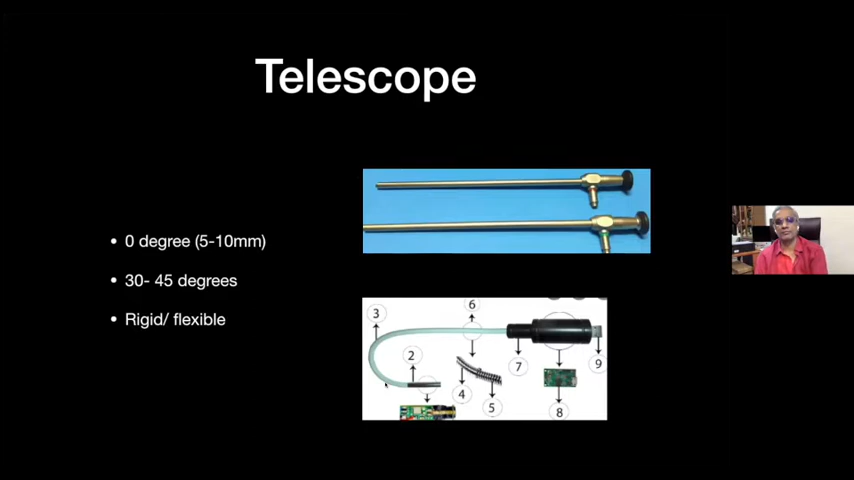 Telescope
• 0 degree (5-10mm)
• 30- 45 degrees
• Rigid/ flexible
6
3
2
7
9
4
5
8